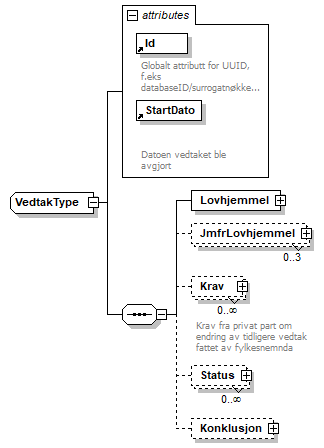 attributes
Id
Globalt attributt for UUID,
f.eks
databaseID/surrogatnøkke...
StartDato
Datoen vedtaket ble
avgjort
VedtakType
Lovhjemmel
JmfrLovhjemmel
0..3
Krav
0..∞
Krav fra privat part om
endring av tidligere vedtak
fattet av fylkesnemnda
Status
0..∞
Konklusjon